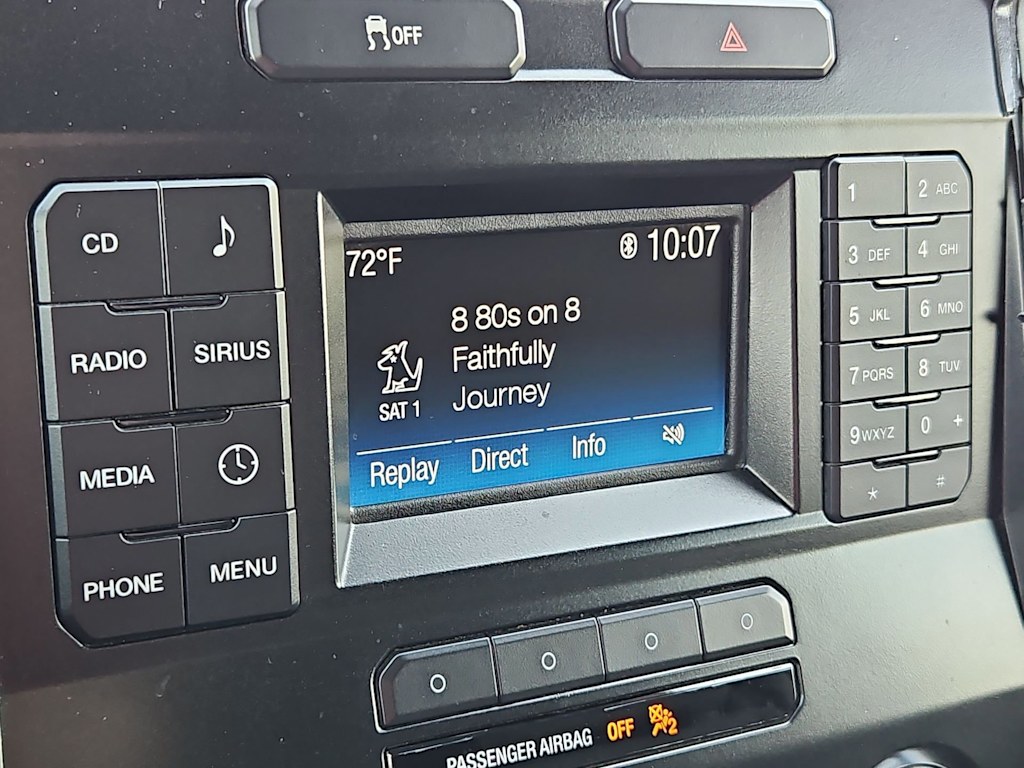 OFF
CD
RADIO
SIRIUS
MEDIA
PHONE
MENU
72°F
10:07
8 80s on 8
Faithfully
Journey
SAT 1
Replay
Direct
Info
1
2 ABC
3 DEF
4 GHI
5 JKL
6 MNO
7 PQRS
8 TUV
9 WXYZ
0 +
* #
PASSENGER AIRBAG OFF 2